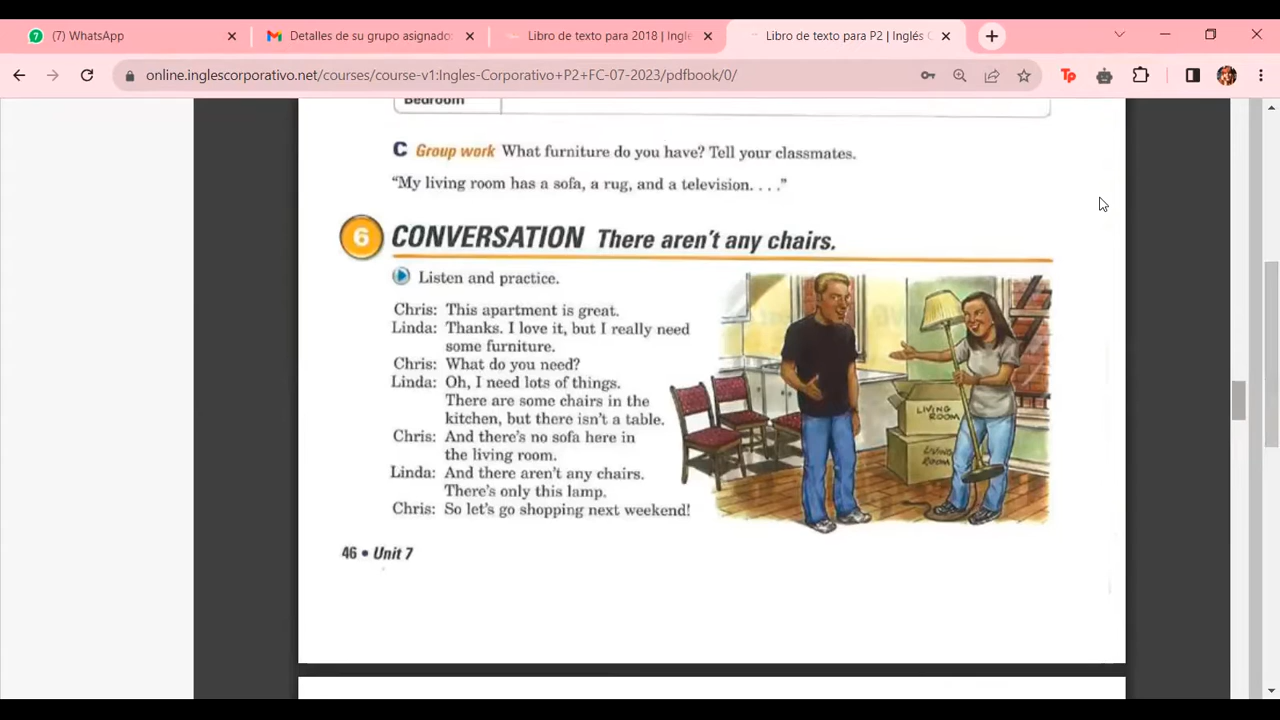 7
(7) WhatsApp
Detalles de su grupo asignado
Libro de texto para 2018 | Ingle
Libro de texto para P2 | Inglés C
online.inglescorporativo.net/courses/course-v1:Ingles-Corporativo+P2+FC-07-2023/pdfbook/0/
Tp
Bedroom
C Group work What furniture do you have? Tell your classmates.
“My living room has a sofa, a rug, and a television. . . .”
6 CONVERSATION There aren't any chairs.
Listen and practice.
Chris: This apartment is great.
Linda: Thanks. I love it, but I really need
some furniture.
Chris: What do you need?
Linda: Oh, I need lots of things.
There are some chairs in the
kitchen, but there isn't a table.
Chris: And there's no sofa here in
the living room.
Linda: And there aren't any chairs.
There's only this lamp.
Chris: So let's go shopping next weekend!
LIVING
ROOM
LIVING
ROOM
46 • Unit 7